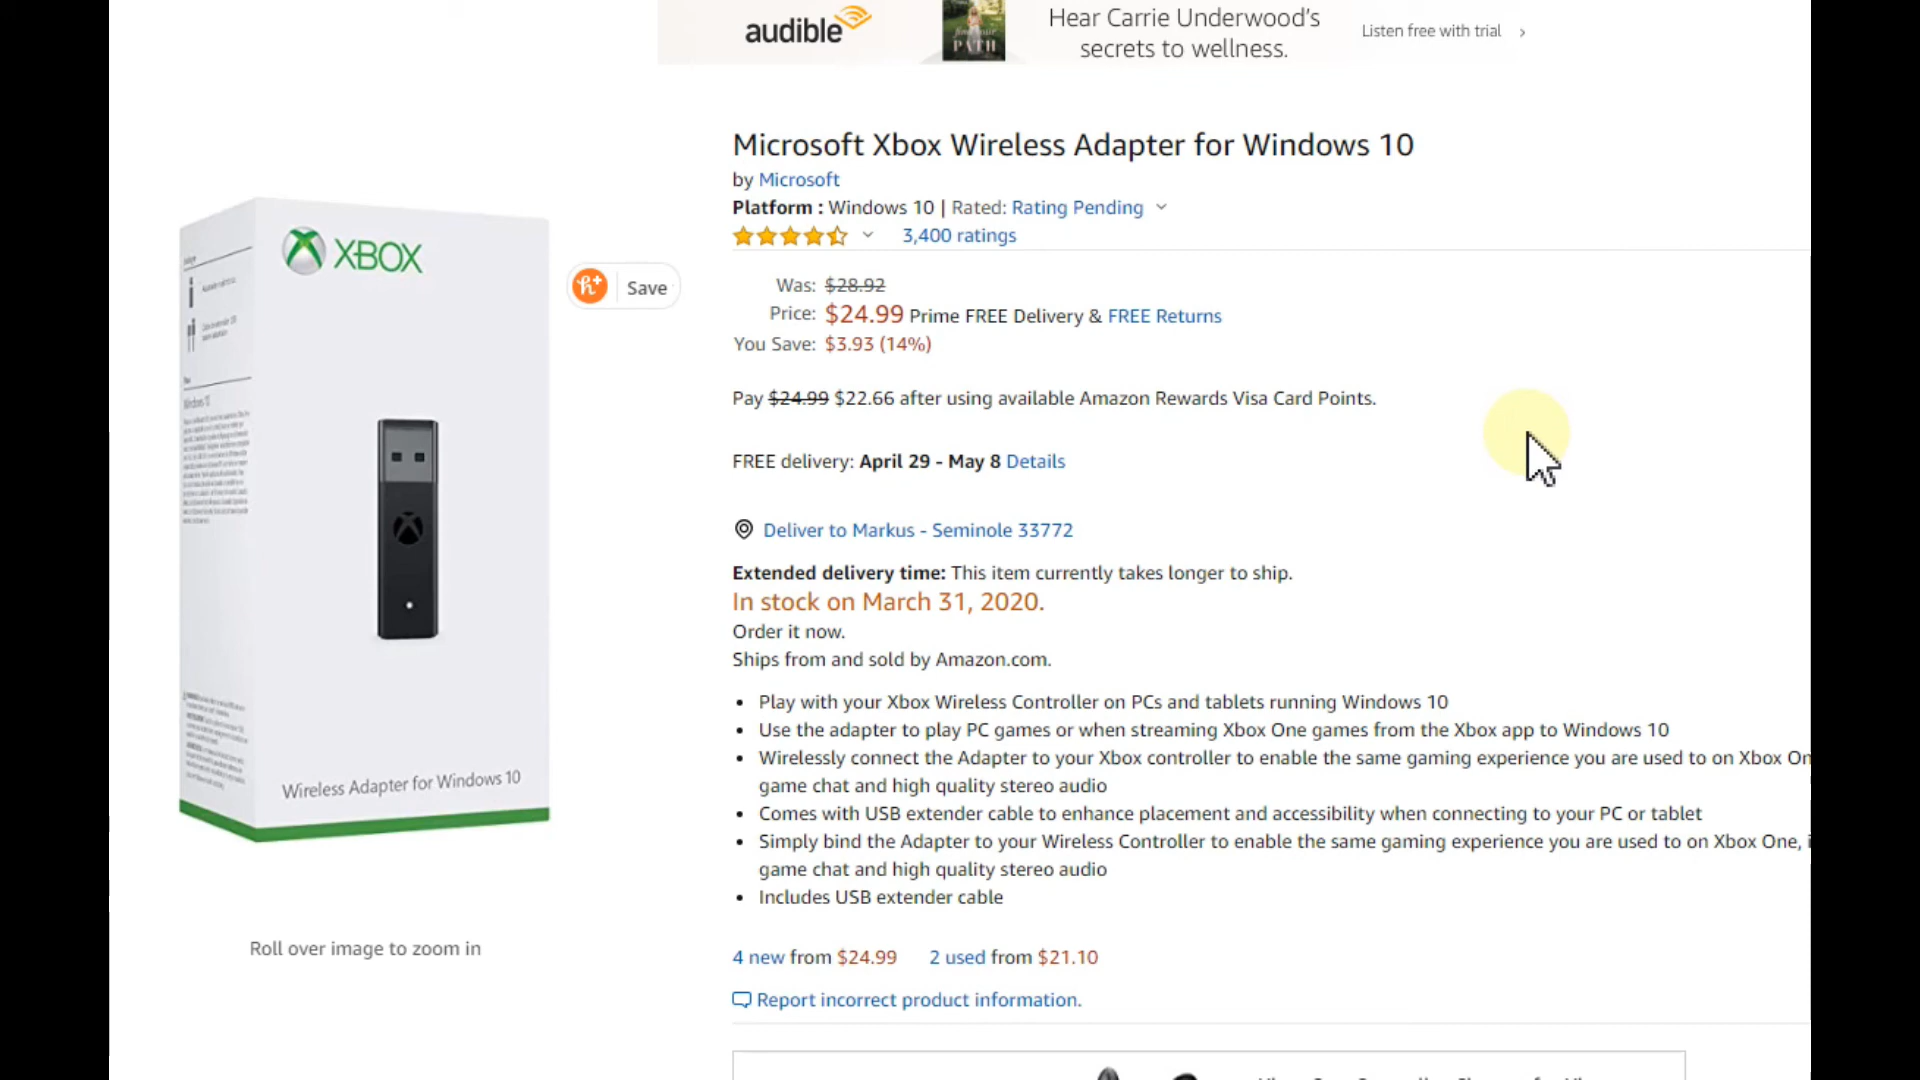 audible
Hear Carrie Underwood's
secrets to wellness.
Listen free with trial ›
find your
PATH
Microsoft Xbox Wireless Adapter for Windows 10
by Microsoft
Platform : Windows 10 | Rated: Rating Pending
3,400 ratings
XBOX
Save
Was: $28.92
Price: $24.99 Prime FREE Delivery & FREE Returns
You Save: $3.93 (14%)
Pay $24.99 $22.66 after using available Amazon Rewards Visa Card Points.
FREE delivery: April 29 - May 8 Details
Deliver to Markus - Seminole 33772
Extended delivery time: This item currently takes longer to ship.
In stock on March 31, 2020.
Order it now.
Ships from and sold by Amazon.com.
• Play with your Xbox Wireless Controller on PCs and tablets running Windows 10
• Use the adapter to play PC games or when streaming Xbox One games from the Xbox app to Windows 10
• Wirelessly connect the Adapter to your Xbox controller to enable the same gaming experience you are used to on Xbox On
game chat and high quality stereo audio
• Comes with USB extender cable to enhance placement and accessibility when connecting to your PC or tablet
• Simply bind the Adapter to your Wireless Controller to enable the same gaming experience you are used to on Xbox One, i
game chat and high quality stereo audio
• Includes USB extender cable
Wireless Adapter for Windows 10
Windows 10
Roll over image to zoom in
4 new from $24.99 2 used from $21.10
Report incorrect product information.